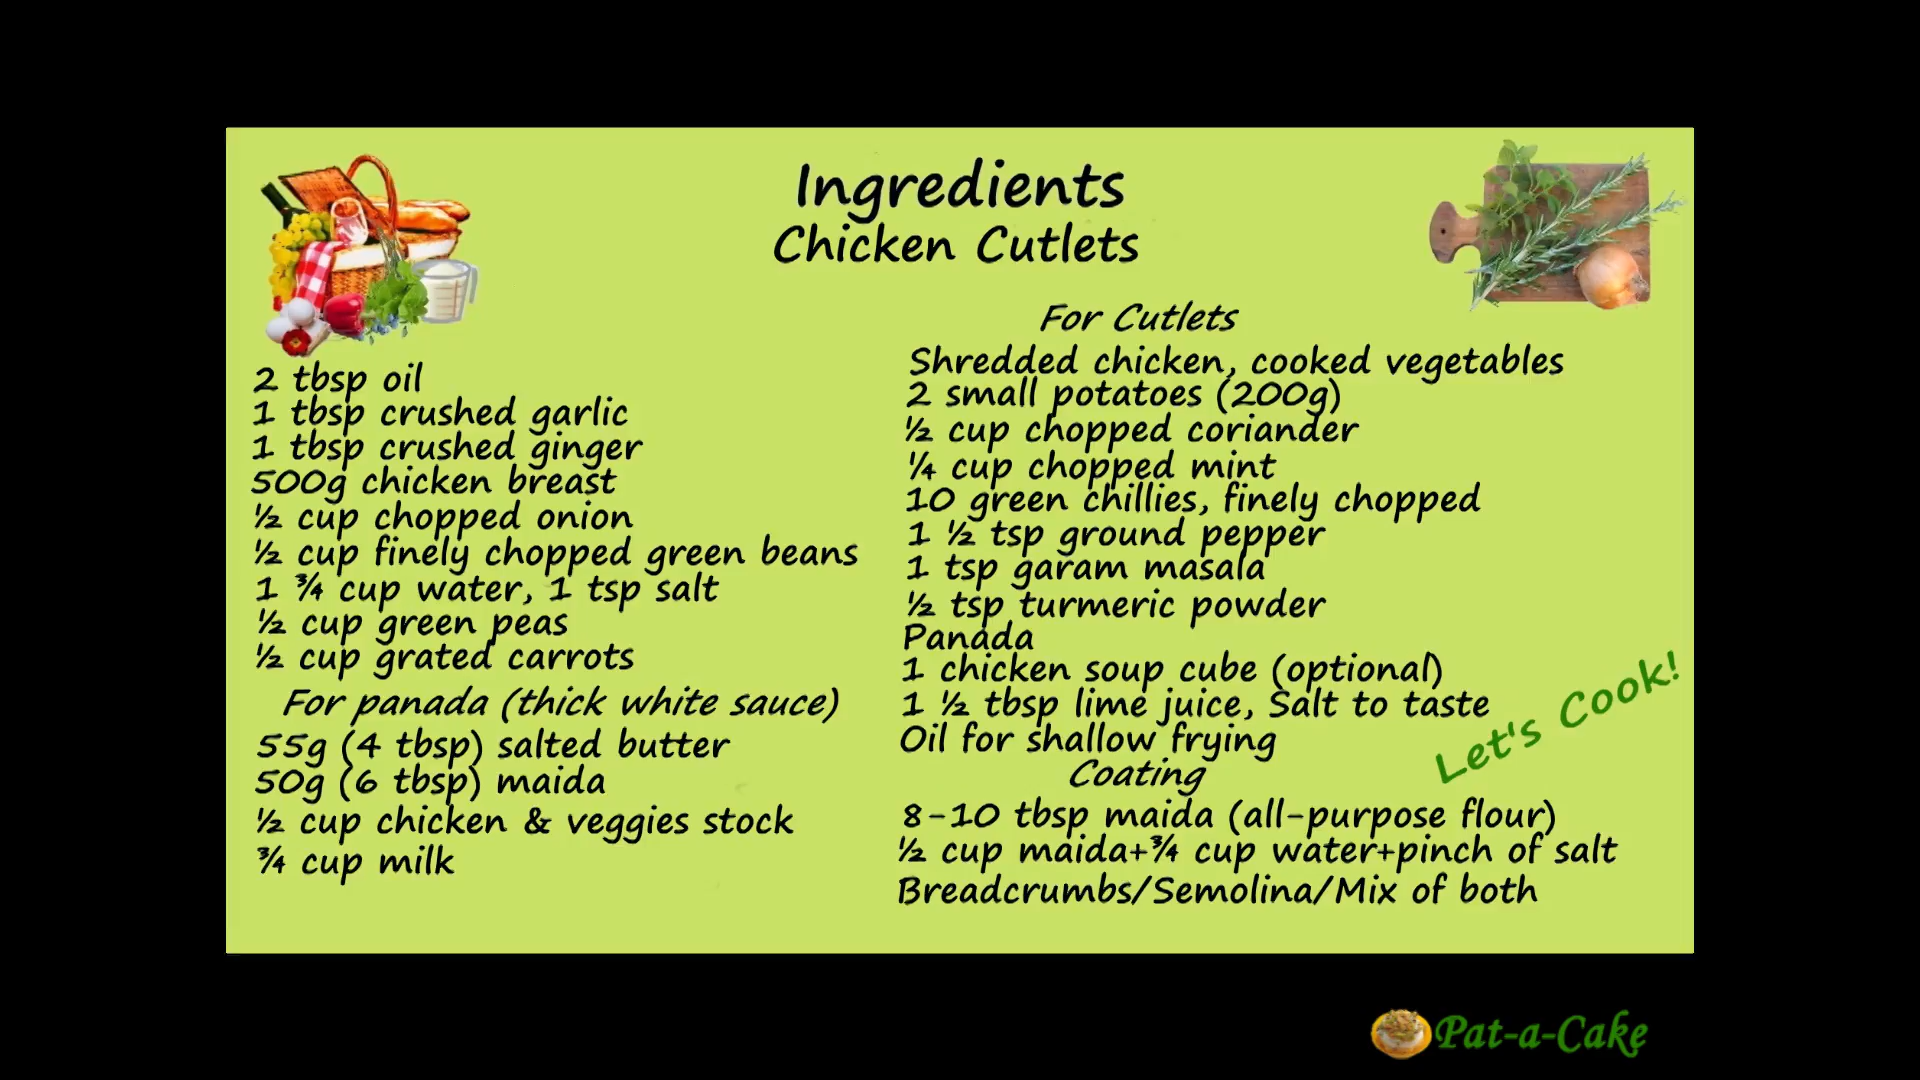 Ingredients
Chicken Cutlets
2 tbsp oil
1 tbsp crushed garlic
1 tbsp crushed ginger
500g chicken breast
½ cup chopped onion
½ cup finely chopped green beans
1 ¾ cup water, 1 tsp salt
½ cup green peas
½ cup grated carrots
For panada (thick white sauce)
55g (4 tbsp) salted butter
50g (6 tbsp) maida
½ cup chicken & veggies stock
¾ cup milk
For Cutlets
Shredded chicken, cooked vegetables
2 small potatoes (200g)
½ cup chopped coriander
¼ cup chopped mint
10 green chillies, finely chopped
1 ½ tsp ground pepper
1 tsp garam masala
½ tsp turmeric powder
Panada
1 chicken soup cube (optional)
1 ½ tbsp lime juice, Salt to taste
Oil for shallow frying
Coating
8-10 tbsp maida (all-purpose flour)
½ cup maida+¾ cup water+pinch of salt
Breadcrumbs/Semolina/Mix of both
Let's Cook!
Pat-a-Cake